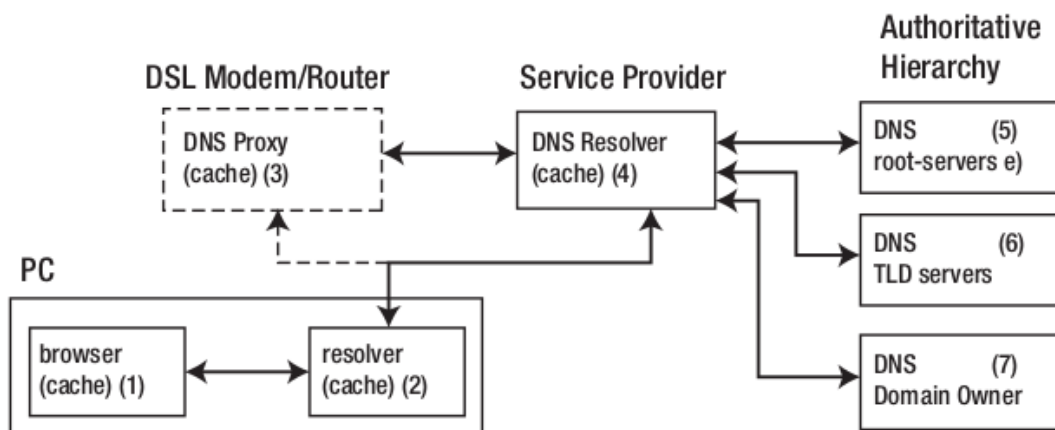 Authoritative
Hierarchy
DSL Modem/Router
Service Provider
DNS Proxy
(cache) (3)
DNS Resolver
(cache) (4)
DNS (5)
root-servers e)
DNS (6)
TLD servers
PC
browser
(cache) (1)
resolver
(cache) (2)
DNS (7)
Domain Owner